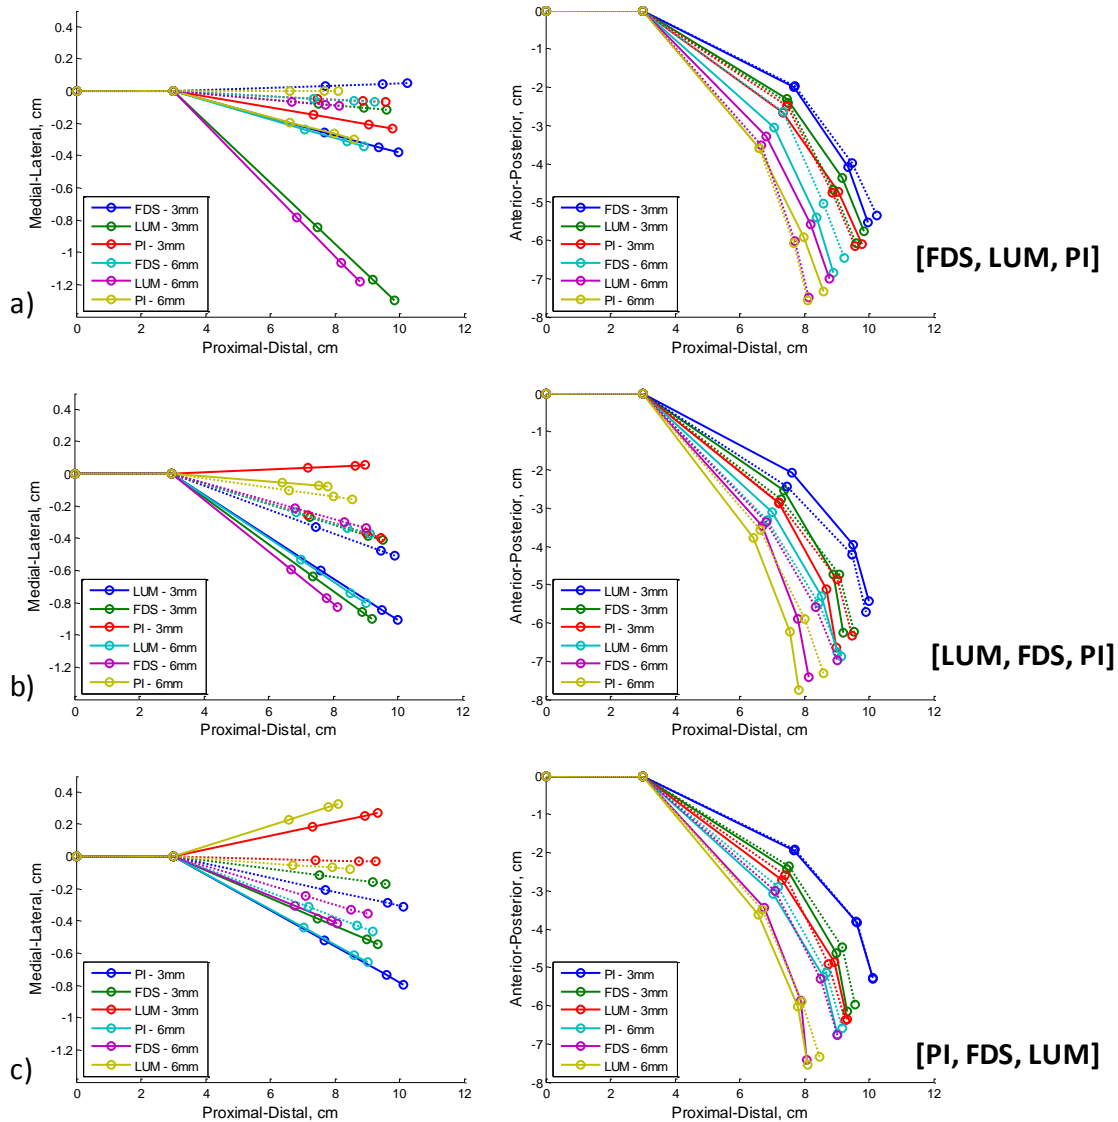 0.4
0.2
0
-0.2
-0.4
-0.6
-0.8
-1
-1.2
0 2 4 6 8 10 12
Medial-Lateral, cm
Proximal-Distal, cm
FDS - 3mm
LUM - 3mm
PI - 3mm
FDS - 6mm
LUM - 6mm
PI - 6mm
a)
0
-1
-2
-3
-4
-5
-6
-7
-8
0 2 4 6 8 10 12
Anterior-Posterior, cm
Proximal-Distal, cm
FDS - 3mm
LUM - 3mm
PI - 3mm
FDS - 6mm
LUM - 6mm
PI - 6mm
[FDS, LUM, PI]
0.4
0.2
0
-0.2
-0.4
-0.6
-0.8
-1
-1.2
0 2 4 6 8 10 12
Medial-Lateral, cm
Proximal-Distal, cm
LUM - 3mm
FDS - 3mm
PI - 3mm
LUM - 6mm
FDS - 6mm
PI - 6mm
b)
0
-1
-2
-3
-4
-5
-6
-7
-8
0 2 4 6 8 10 12
Anterior-Posterior, cm
Proximal-Distal, cm
LUM - 3mm
FDS - 3mm
PI - 3mm
LUM - 6mm
FDS - 6mm
PI - 6mm
[LUM, FDS, PI]
0.4
0.2
0
-0.2
-0.4
-0.6
-0.8
-1
-1.2
0 2 4 6 8 10 12
Medial-Lateral, cm
Proximal-Distal, cm
PI - 3mm
FDS - 3mm
LUM - 3mm
PI - 6mm
FDS - 6mm
LUM - 6mm
c)
0
-1
-2
-3
-4
-5
-6
-7
-8
0 2 4 6 8 10 12
Anterior-Posterior, cm
Proximal-Distal, cm
PI - 3mm
FDS - 3mm
LUM - 3mm
PI - 6mm
FDS - 6mm
LUM - 6mm
[PI, FDS, LUM]